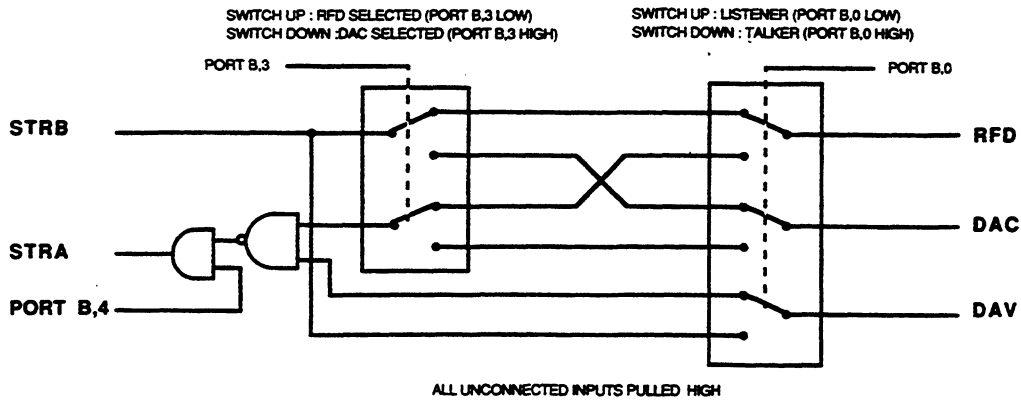 SWITCH UP : RFD SELECTED (PORT B,3 LOW)
SWITCH DOWN :DAC SELECTED (PORT B,3 HIGH)
SWITCH UP : LISTENER (PORT B,0 LOW)
SWITCH DOWN : TALKER (PORT B,0 HIGH)
PORT B,3
PORT B,0
STRB
RFD
DAC
STRA
PORT B,4
DAV
ALL UNCONNECTED INPUTS PULLED HIGH